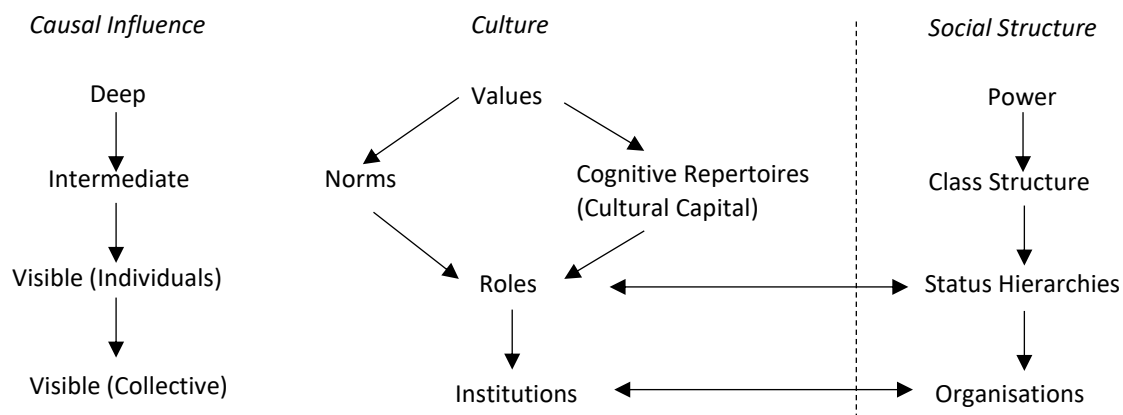 Causal Influence
Culture
Social Structure
Deep
Values
Power
Intermediate
Norms
Cognitive Repertoires
(Cultural Capital)
Class Structure
Visible (Individuals)
Roles
Status Hierarchies
Visible (Collective)
Institutions
Organisations